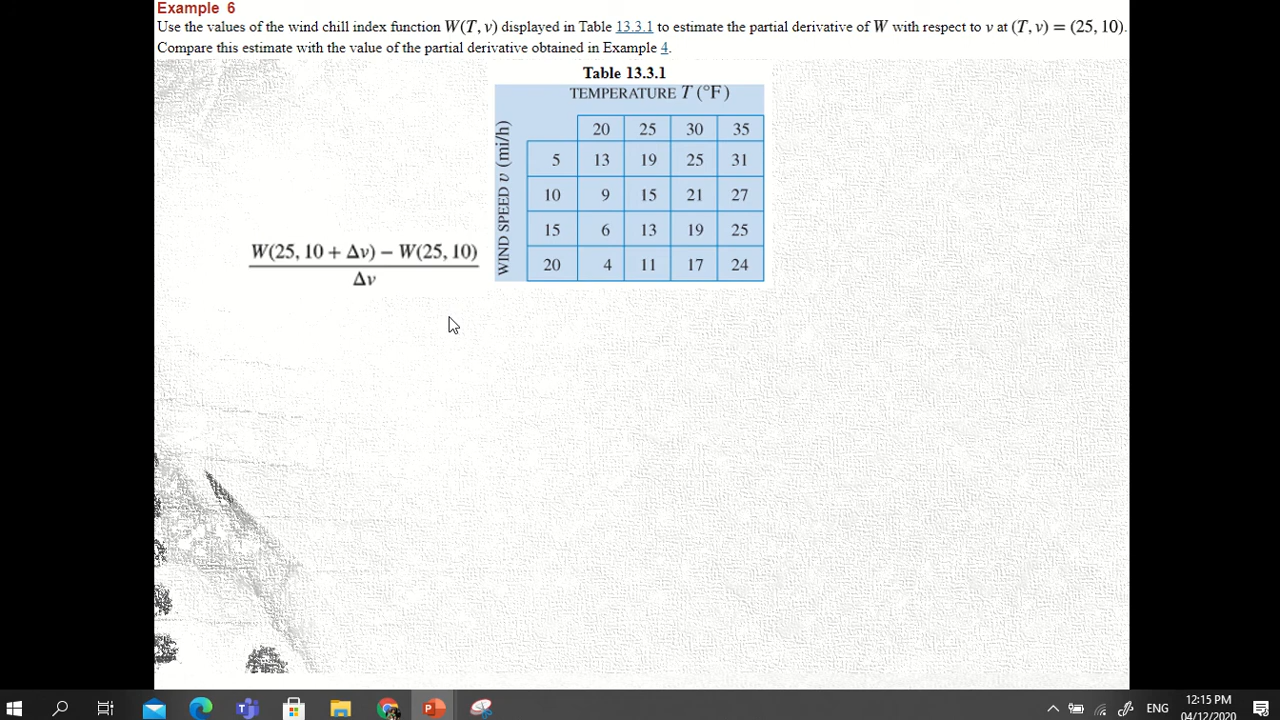 Example 6
Use the values of the wind chill index function W(T, v) displayed in Table 13.3.1 to estimate the partial derivative of W with respect to v at (T, v) = (25, 10).
Compare this estimate with the value of the partial derivative obtained in Example 4.
Table 13.3.1
TEMPERATURE T (°F)
WIND SPEED v (mi/h)
20 25 30 35
5 13 19 25 31
10 9 15 21 27
15 6 13 19 25
20 4 11 17 24
W(25, 10 + Δv) − W(25, 10)
Δv
12:15 PM
ENG
04/12/2020